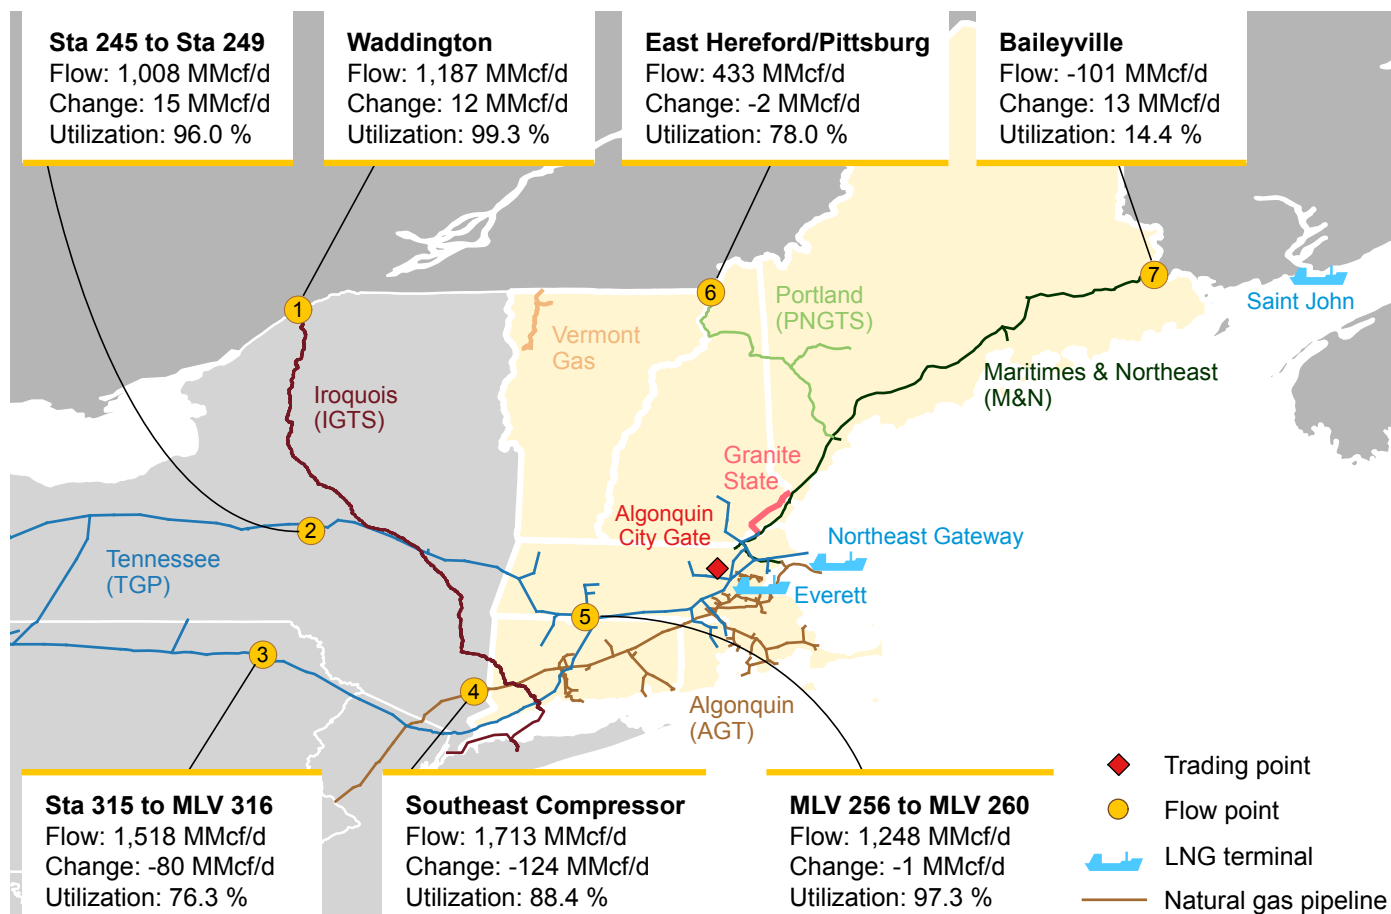 Sta 245 to Sta 249
Flow: 1,008 MMcf/d
Change: 15 MMcf/d
Utilization: 96.0 %
Waddington
Flow: 1,187 MMcf/d
Change: 12 MMcf/d
Utilization: 99.3 %
East Hereford/Pittsburg
Flow: 433 MMcf/d
Change: -2 MMcf/d
Utilization: 78.0 %
Baileyville
Flow: -101 MMcf/d
Change: 13 MMcf/d
Utilization: 14.4 %
7
6
1
Saint John
Portland
(PNGTS)
Vermont
Gas
Maritimes & Northeast
(M&N)
Iroquois
(IGTS)
Granite
State
Algonquin
City Gate
2
Northeast Gateway
Tennessee
(TGP)
Everett
5
3
4
Algonquin
(AGT)
Sta 315 to MLV 316
Flow: 1,518 MMcf/d
Change: -80 MMcf/d
Utilization: 76.3 %
Southeast Compressor
Flow: 1,713 MMcf/d
Change: -124 MMcf/d
Utilization: 88.4 %
MLV 256 to MLV 260
Flow: 1,248 MMcf/d
Change: -1 MMcf/d
Utilization: 97.3 %
Trading point
Flow point
LNG terminal
Natural gas pipeline